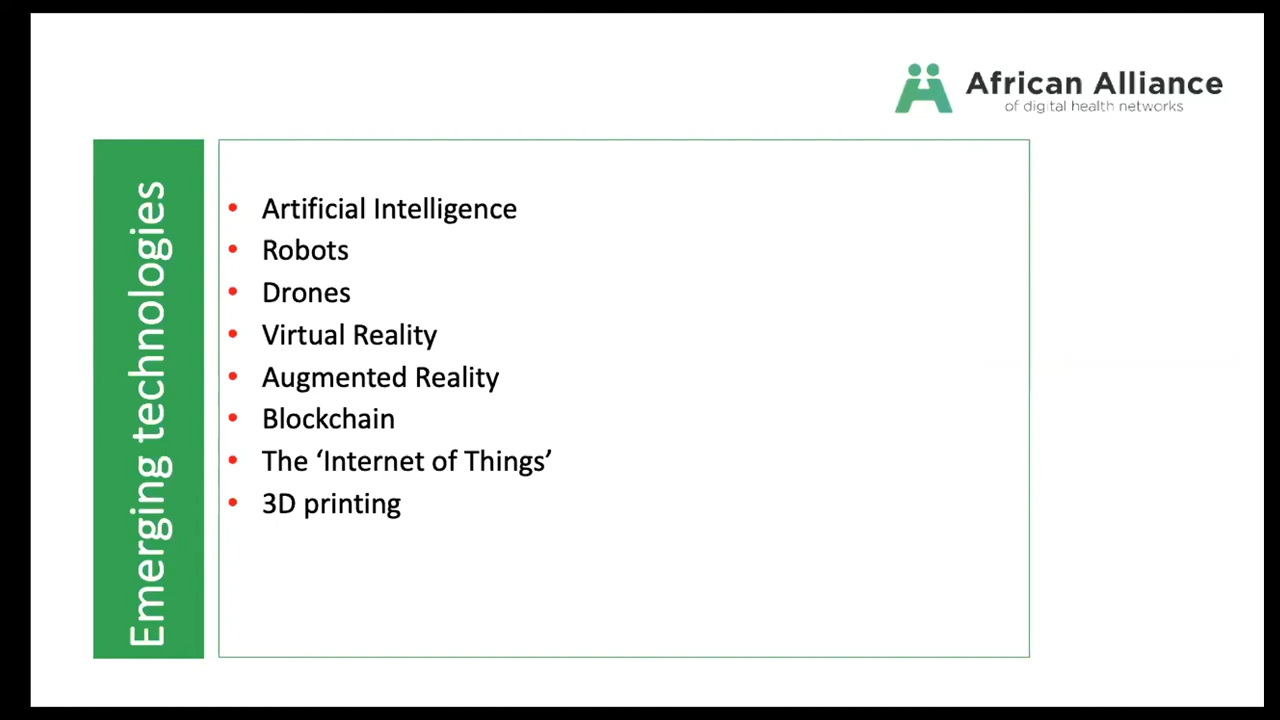 African Alliance
of digital health networks
Emerging technologies
• Artificial Intelligence
• Robots
• Drones
• Virtual Reality
• Augmented Reality
• Blockchain
• The ‘Internet of Things’
• 3D printing